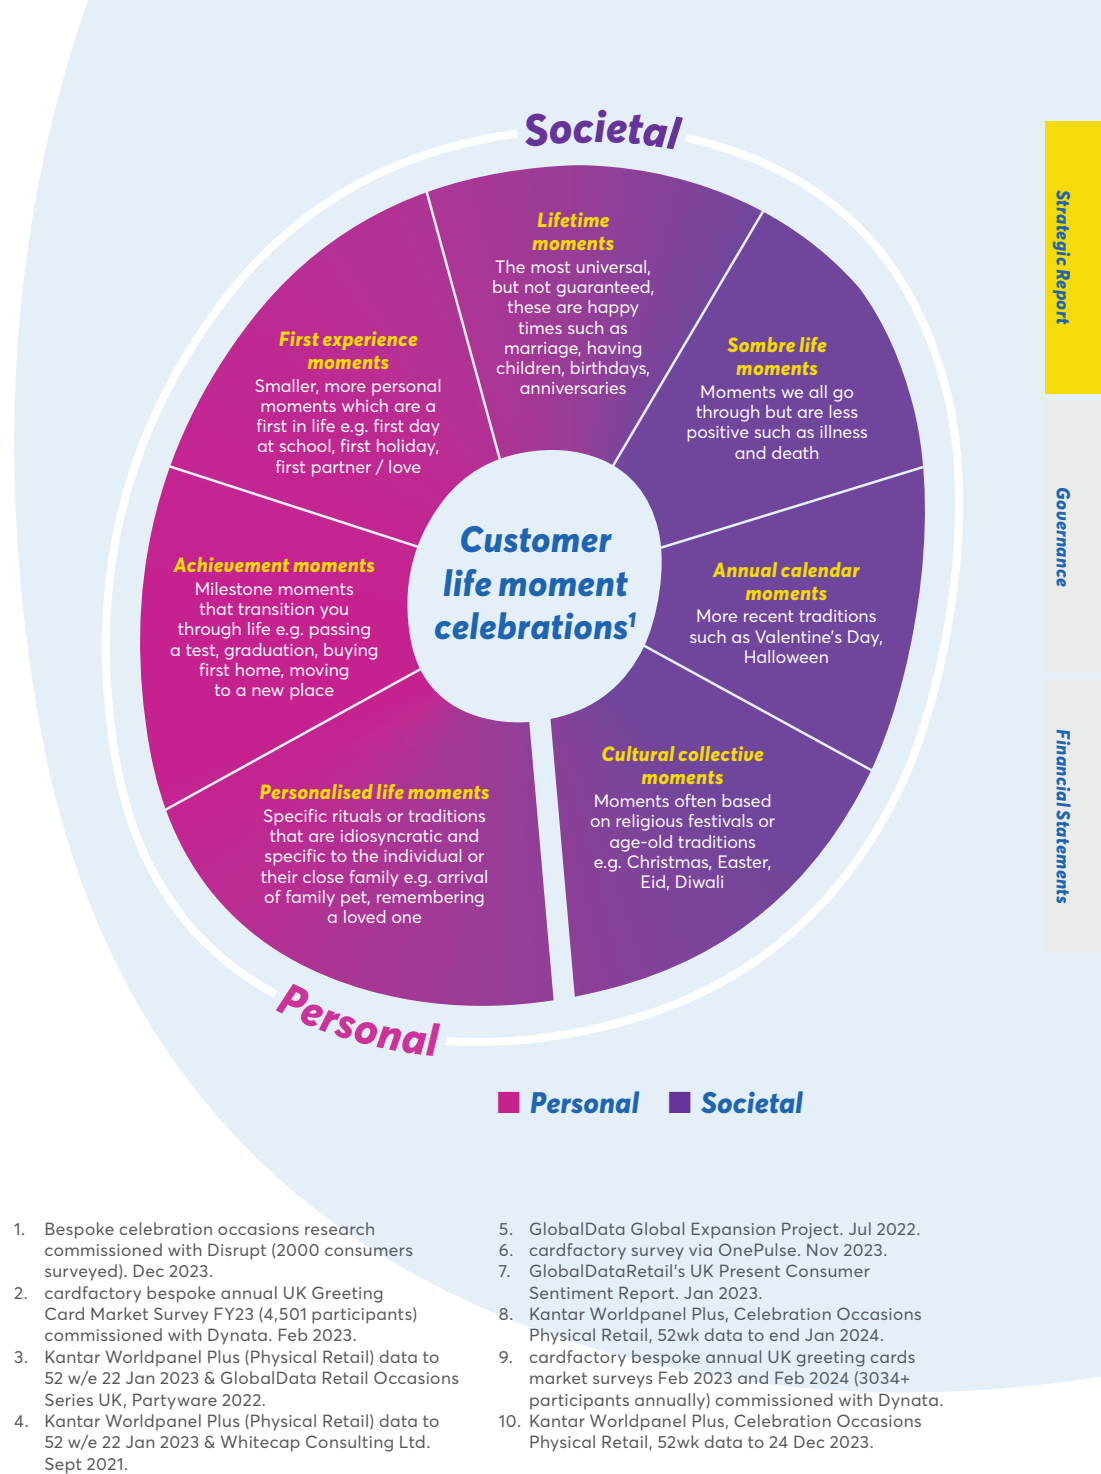 Societal
Lifetime
moments
The most universal,
but not guaranteed,
these are happy
times such as
marriage, having
children, birthdays,
anniversaries
First experience
moments
Smaller, more personal
moments which are a
first in life e.g. first day
at school, first holiday,
first partner / love
Sombre life
moments
Moments we all go
through but are less
positive such as illness
and death
Customer
life moment
celebrations1
Achievement moments
Milestone moments
that transition you
through life e.g. passing
a test, graduation, buying
first home, moving
to a new place
Annual calendar
moments
More recent traditions
such as Valentine's Day,
Halloween
Personalised life moments
Specific rituals or traditions
that are idiosyncratic and
specific to the individual or
their close family e.g. arrival
of family pet, remembering
a loved one
Cultural collective
moments
Moments often based
on religious festivals or
age-old traditions
e.g. Christmas, Easter,
Eid, Diwali
Personal
Personal
Societal
Strategic Report
Governance
Financial Statements
1. Bespoke celebration occasions research
commissioned with Disrupt (2000 consumers
surveyed). Dec 2023.
2. cardfactory bespoke annual UK Greeting
Card Market Survey FY23 (4,501 participants)
commissioned with Dynata. Feb 2023.
3. Kantar Worldpanel Plus (Physical Retail) data to
52 w/e 22 Jan 2023 & GlobalData Retail Occasions
Series UK, Partyware 2022.
4. Kantar Worldpanel Plus (Physical Retail) data to
52 w/e 22 Jan 2023 & Whitecap Consulting Ltd.
Sept 2021.
5. GlobalData Global Expansion Project. Jul 2022.
6. cardfactory survey via OnePulse. Nov 2023.
7. GlobalDataRetail's UK Present Consumer
Sentiment Report. Jan 2023.
8. Kantar Worldpanel Plus, Celebration Occasions
Physical Retail, 52wk data to end Jan 2024.
9. cardfactory bespoke annual UK greeting cards
market surveys Feb 2023 and Feb 2024 (3034+
participants annually) commissioned with Dynata.
10. Kantar Worldpanel Plus, Celebration Occasions
Physical Retail, 52wk data to 24 Dec 2023.